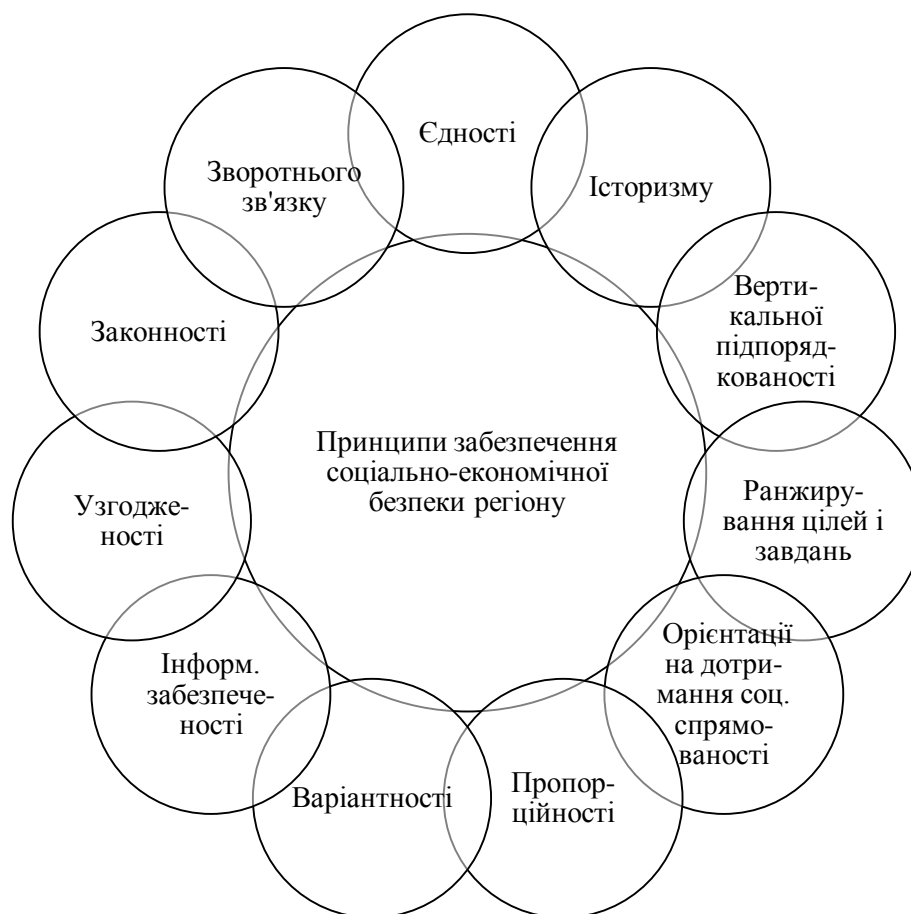 Єдності
Історизму
Верти-
кальної
підпоряд-
кованості
Ранжиру-
вання цілей і
завдань
Орієнтації
на дотри-
мання соц.
спрямо-
ваності
Пропор-
ційності
Варіантності
Інформ.
забезпече-
ності
Узгодже-
ності
Законності
Зворотнього
зв'язку
Принципи забезпечення
соціально-економічної
безпеки регіону